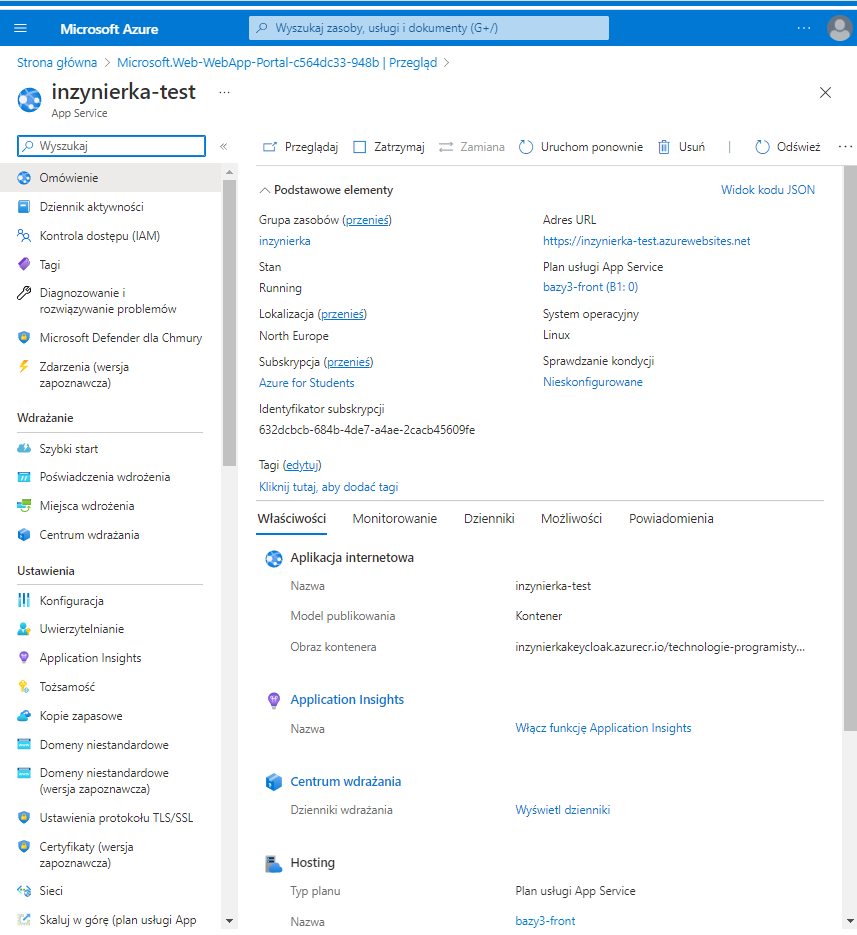 Microsoft Azure
Wyszukaj zasoby, usługi i dokumenty (G+/)
Strona główna > Microsoft.Web-WebApp-Portal-c564dc33-948b | Przegląd >
inzynierka-test ...
App Service
Wyszukaj
Omówienie
Dziennik aktywności
Kontrola dostępu (IAM)
Tagi
Diagnozowanie i
rozwiązywanie problemów
Microsoft Defender dla Chmury
Zdarzenia (wersja
zapoznawcza)
Wdrażanie
Szybki start
Poświadczenia wdrożenia
Miejsca wdrożenia
Centrum wdrażania
Ustawienia
Konfiguracja
Uwierzytelnianie
Application Insights
Tożsamość
Kopie zapasowe
Domeny niestandardowe
Domeny niestandardowe
(wersja zapoznawcza)
Ustawienia protokołu TLS/SSL
Certyfikaty (wersja
zapoznawcza)
Sieci
Skaluj w górę (plan usługi App
Przeglądaj Zatrzymaj Zamiana Uruchom ponownie Usuń | Odśwież ...
Podstawowe elementy Widok kodu JSON
Grupa zasobów (przenieś)
inzynierka
Stan
Running
Lokalizacja (przenieś)
North Europe
Subskrypcja (przenieś)
Azure for Students
Identyfikator subskrypcji
632dcbcb-684b-4de7-a4ae-2cacb45609fe
Adres URL
https://inzynierka-test.azurewebsites.net
Plan usługi App Service
bazy3-front (B1: 0)
System operacyjny
Linux
Sprawdzanie kondycji
Nieskonfigurowane
Tagi (edytuj)
Kliknij tutaj, aby dodać tagi
Właściwości Monitorowanie Dzienniki Możliwości Powiadomienia
Aplikacja internetowa
Nazwa inzynierka-test
Model publikowania Kontener
Obraz kontenera inzynierkakeycloak.azurecr.io/technologie-programisty...
Application Insights
Nazwa Włącz funkcję Application Insights
Centrum wdrażania
Dzienniki wdrażania Wyświetl dzienniki
Hosting
Typ planu Plan usługi App Service
Nazwa bazy3-front